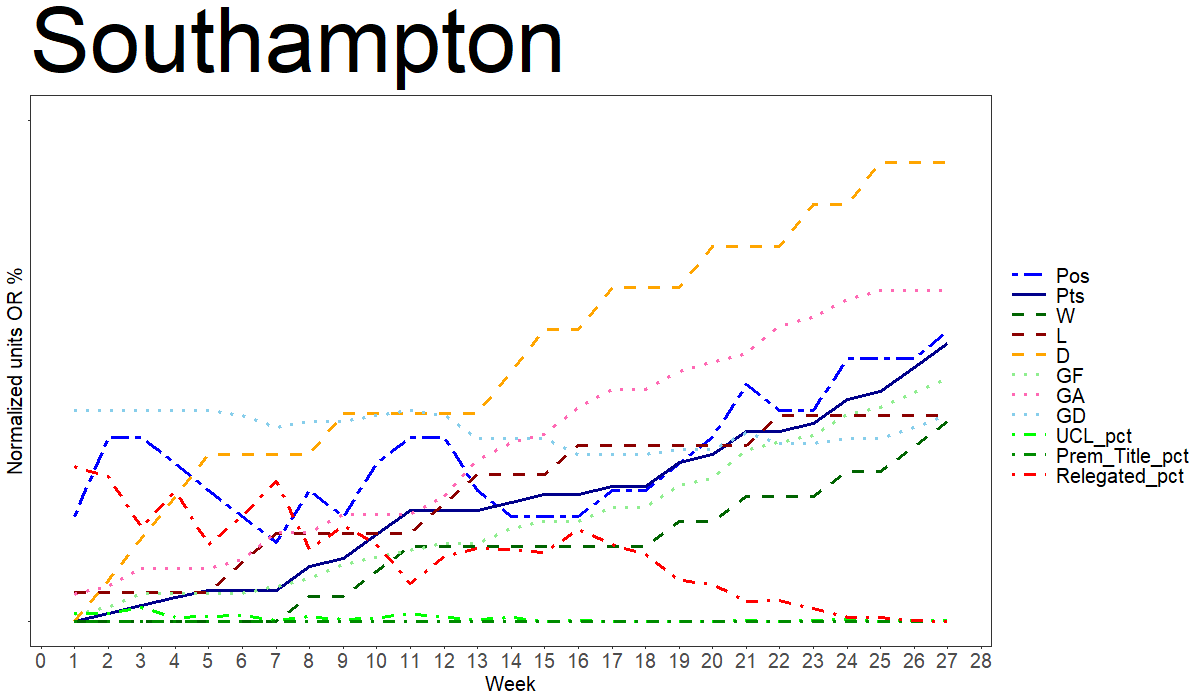 Southampton
Normalized units OR %
Pos
Pts
W
L
D
GF
GA
GD
UCL_pct
Prem_Title_pct
Relegated_pct
0 1 2 3 4 5 6 7 8 9 10 11 12 13 14 15 16 17 18 19 20 21 22 23 24 25 26 27 28
Week